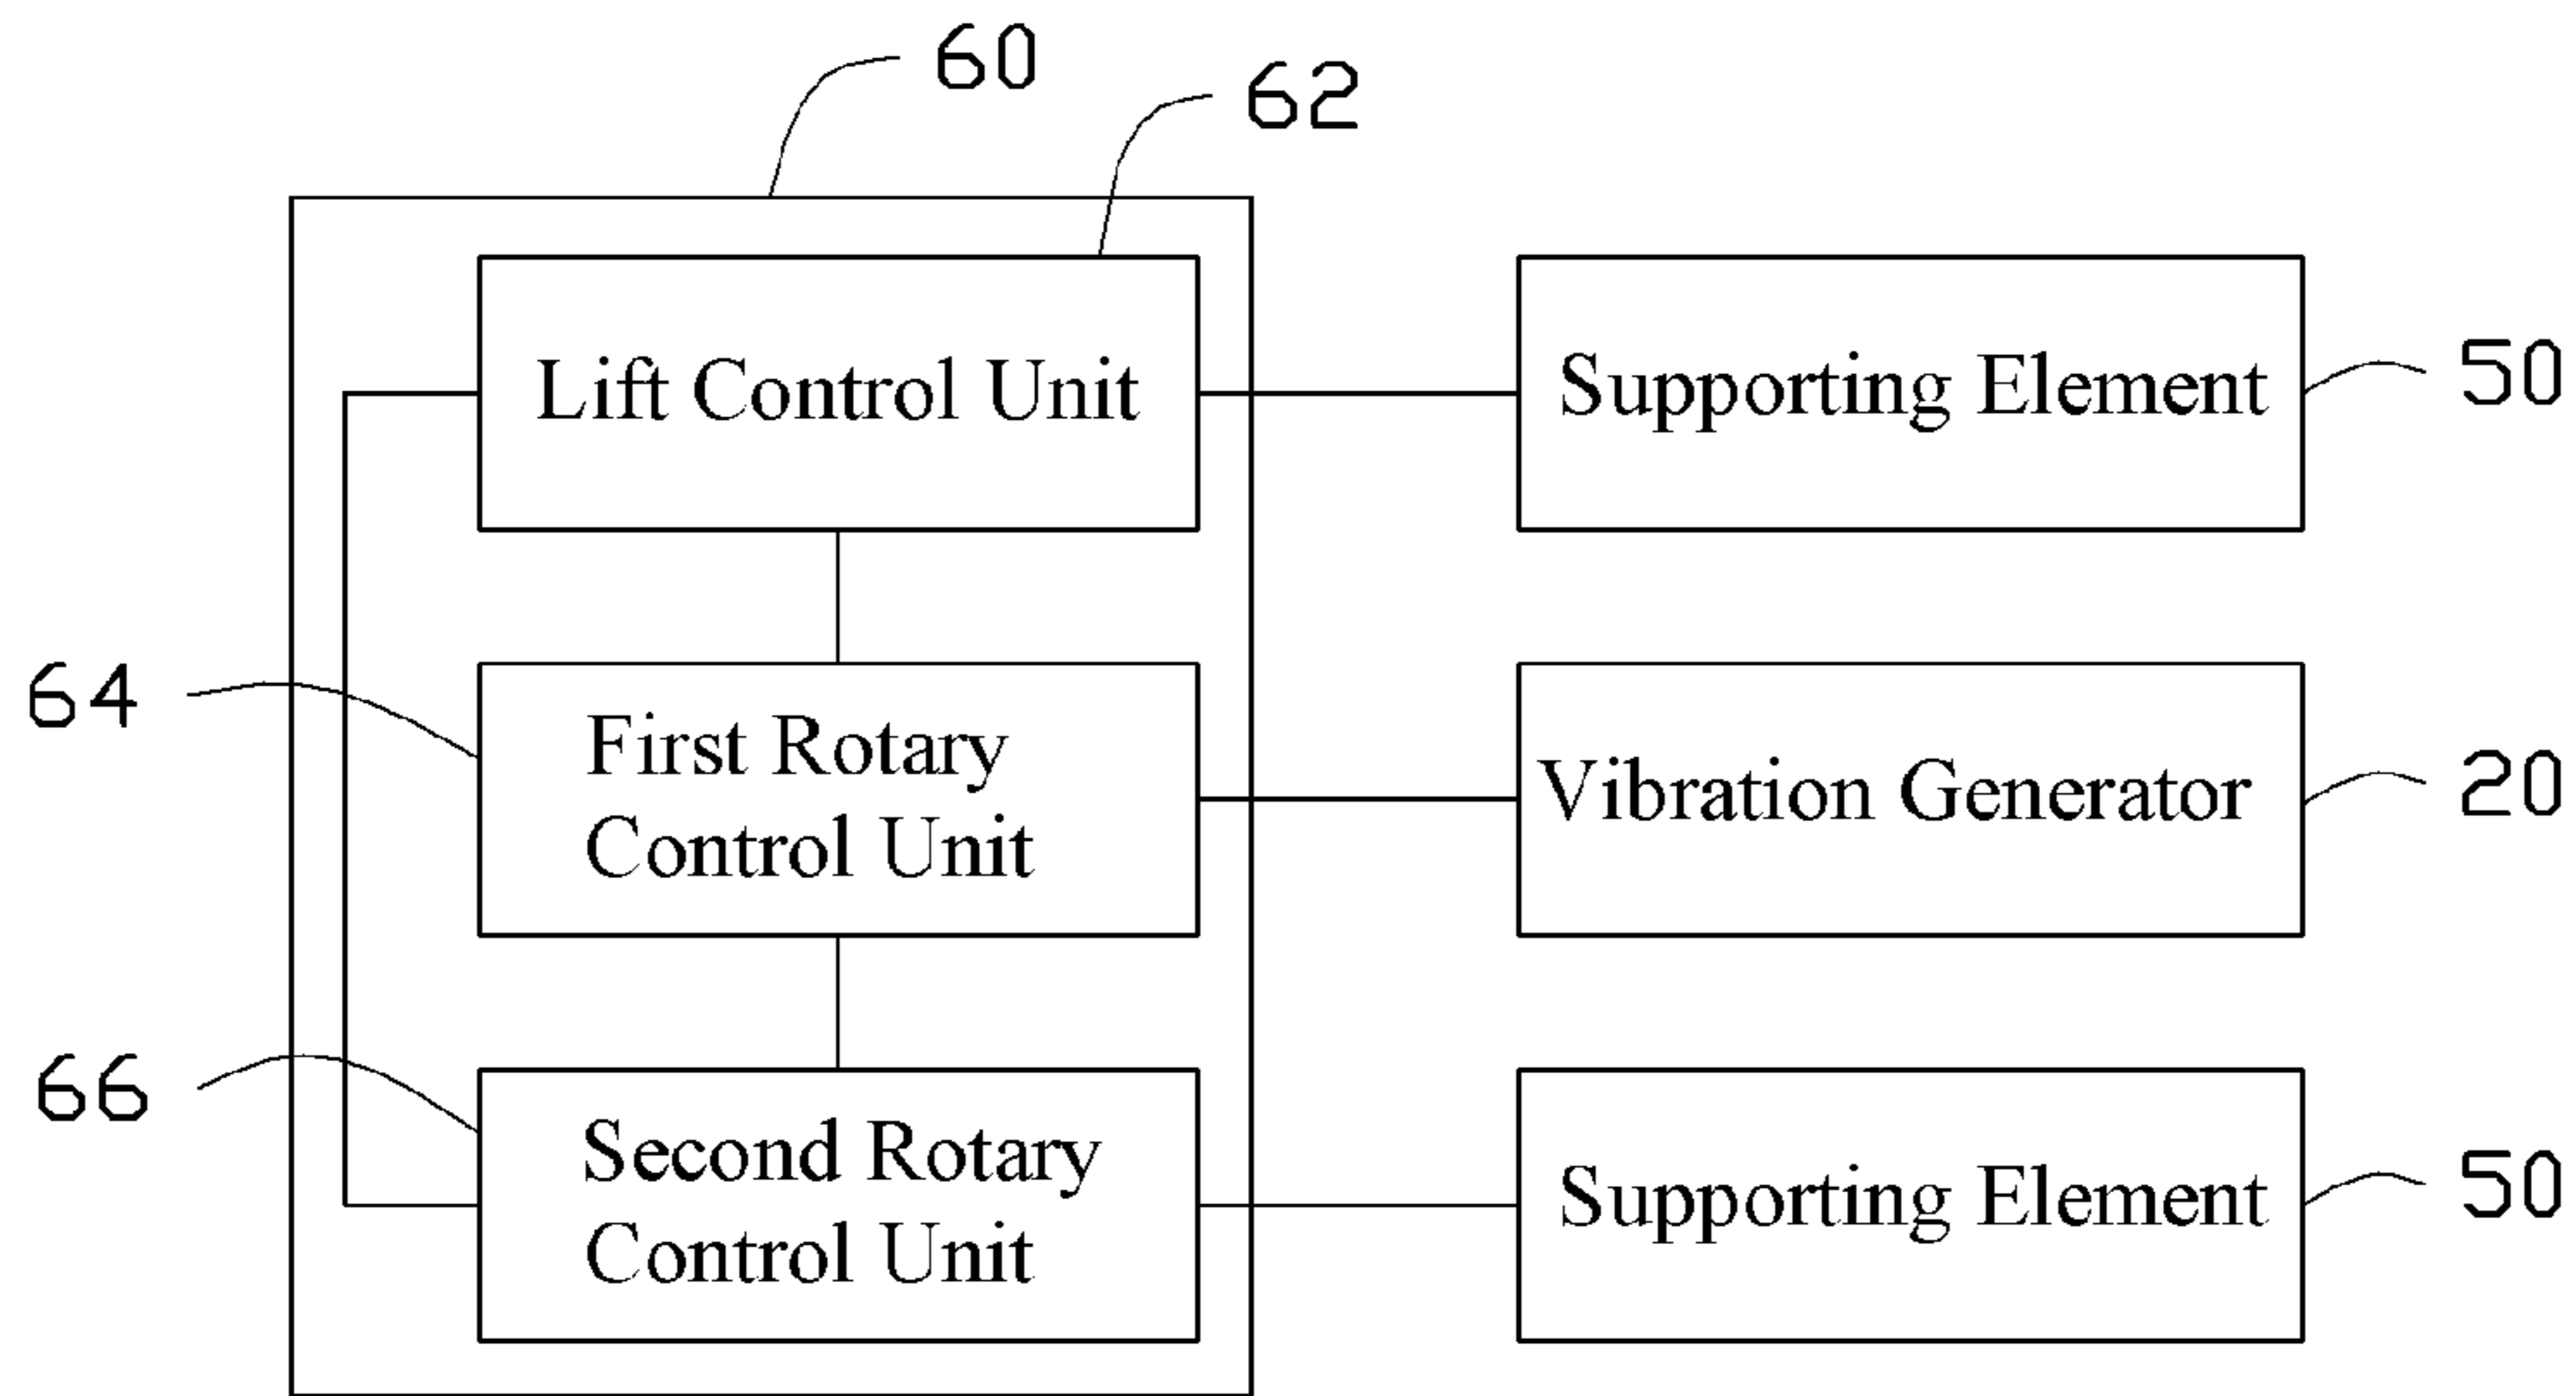 60
62
Lift Control Unit
Supporting Element
50
64
First Rotary
Control Unit
Vibration Generator
20
66
Second Rotary
Control Unit
Supporting Element
50